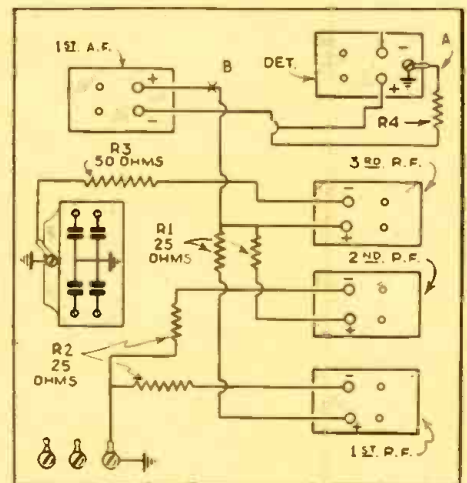 1ST. A.F.
+
-
B
A
DET.
-
+
R4
R3
50 OHMS
3RD. R.F.
-
+
R1
25
OHMS
2ND. R.F.
-
+
R2
25
OHMS
-
+
1ST. R.F.